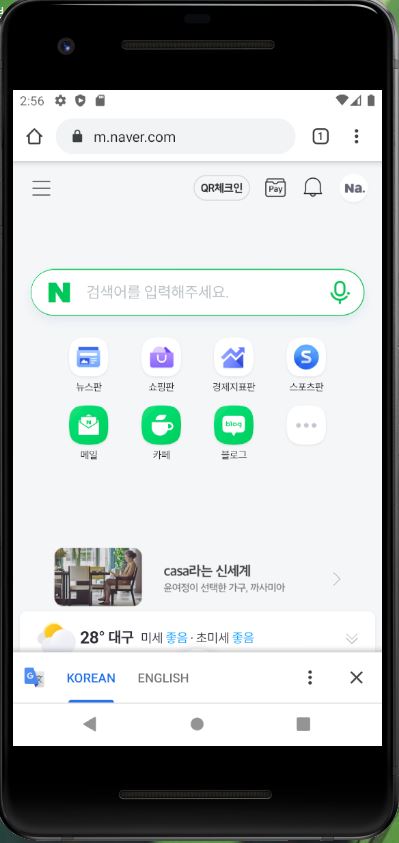 2:56
m.naver.com
1
QR체크인
Pay
Na.
N
검색어를 입력해주세요.
S
뉴스판
쇼핑판
경제지표판
스포츠판
N
blog
메일
카페
블로그
casa라는 신세계
윤여정이 선택한 가구, 까사미아
28° 대구 미세 좋음 · 초미세 좋음
G
KOREAN
ENGLISH